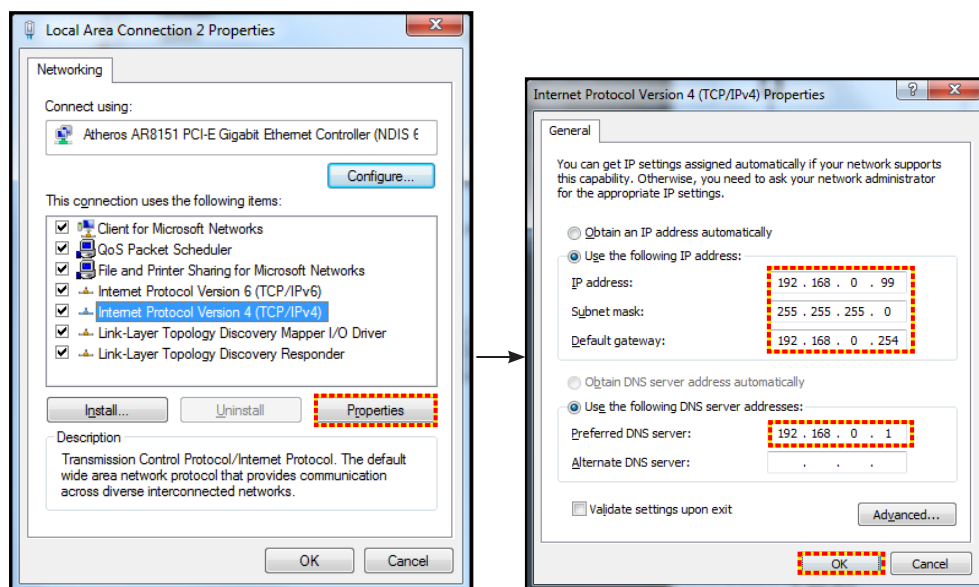 Local Area Connection 2 Properties
Networking
Connect using:
Atheros AR8151 PCI-E Gigabit Ethernet Controller (NDIS 6
Configure...
This connection uses the following items:
Client for Microsoft Networks
QoS Packet Scheduler
File and Printer Sharing for Microsoft Networks
Internet Protocol Version 6 (TCP/IPv6)
Internet Protocol Version 4 (TCP/IPv4)
Link-Layer Topology Discovery Mapper I/O Driver
Link-Layer Topology Discovery Responder
Install...
Uninstall
Properties
Description
Transmission Control Protocol/Internet Protocol. The default
wide area network protocol that provides communication
across diverse interconnected networks.
OK
Cancel
Internet Protocol Version 4 (TCP/IPv4) Properties
General
You can get IP settings assigned automatically if your network supports
this capability. Otherwise, you need to ask your network administrator
for the appropriate IP settings.
Obtain an IP address automatically
Use the following IP address:
IP address: 192 . 168 . 0 . 99
Subnet mask: 255 . 255 . 255 . 0
Default gateway: 192 . 168 . 0 . 254
Obtain DNS server address automatically
Use the following DNS server addresses:
Preferred DNS server: 192 . 168 . 0 . 1
Alternate DNS server: . . .
Validate settings upon exit
Advanced...
OK
Cancel